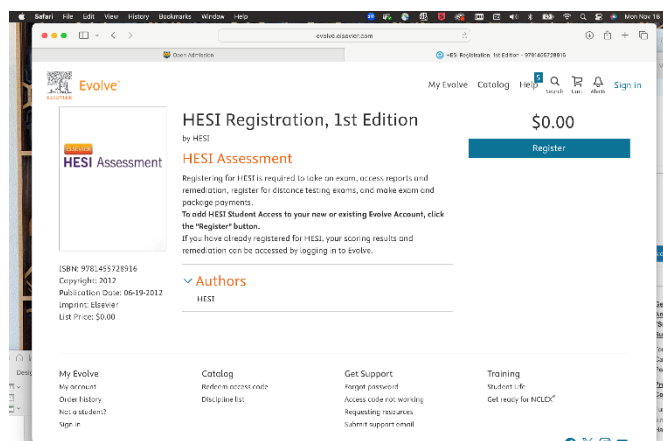 Safari File Edit View History Bookmarks Window Help
Mon Nov 18
evolve.elsevier.com
Open Admission
HESI Registration, 1st Edition - 9781455728916
ELSEVIER
Evolve
My Evolve Catalog Help
5
Search
Cart
Alerts
Sign in
HESI Registration, 1st Edition
by HESI
HESI Assessment
Registering for HESI is required to take an exam, access reports and
remediation, register for distance testing exams, and make exam and
package payments.
To add HESI Student Access to your new or existing Evolve Account, click
the "Register" button.
If you have already registered for HESI, your scoring results and
remediation can be accessed by logging in to Evolve.
Authors
HESI
$0.00
Register
HESI Assessment
ISBN: 9781455728916
Copyright: 2012
Publication Date: 06-19-2012
Imprint: Elsevier
List Price: $0.00
My Evolve
My account
Order history
Not a student?
Sign in
Catalog
Redeem access code
Discipline list
Get Support
Forgot password
Access code not working
Requesting resources
Submit support email
Training
Student Life
Get ready for NCLEX®
Desig